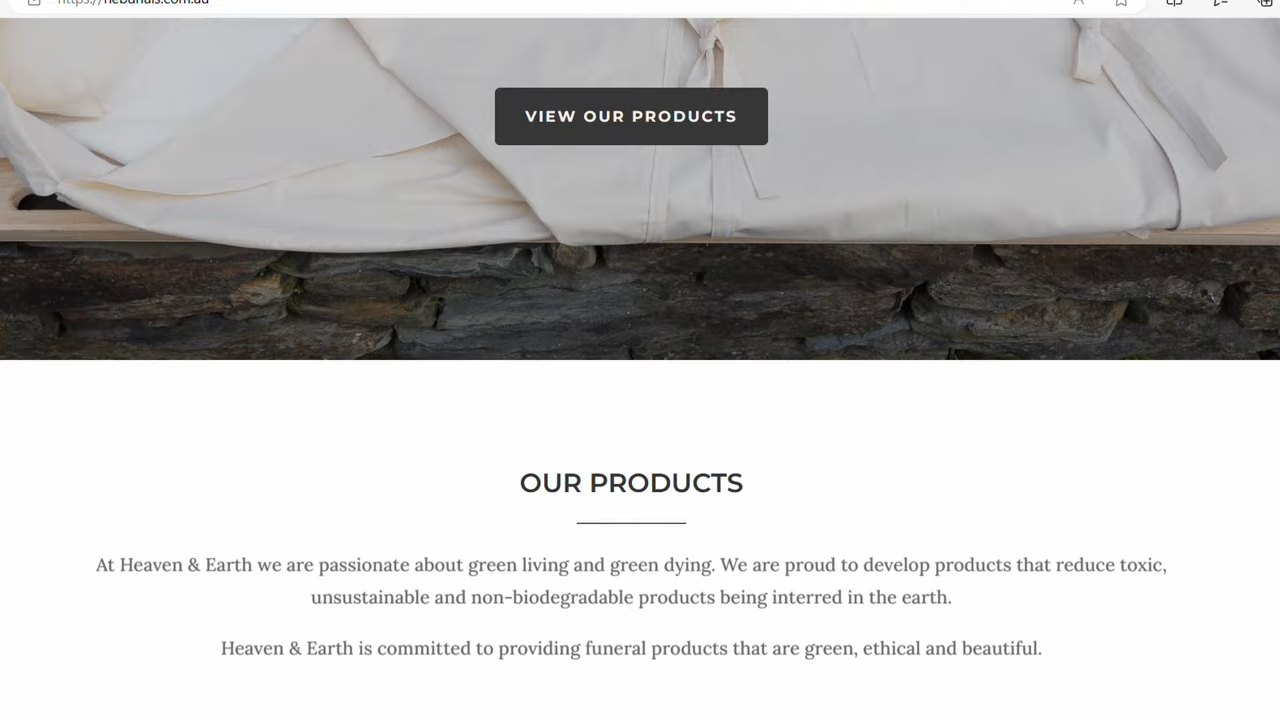 https://heburials.com.au
VIEW OUR PRODUCTS
OUR PRODUCTS
At Heaven & Earth we are passionate about green living and green dying. We are proud to develop products that reduce toxic,
unsustainable and non-biodegradable products being interred in the earth.
Heaven & Earth is committed to providing funeral products that are green, ethical and beautiful.